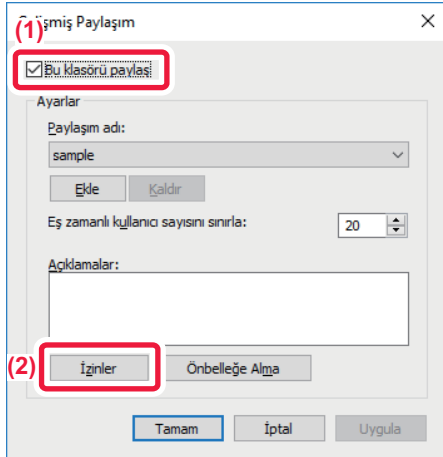 Gelişmiş Paylaşım
(1)
Bu klasörü paylaş
Ayarlar
Paylaşım adı:
sample
Ekle Kaldır
Eş zamanlı kullanıcı sayısını sınırla: 20
Açıklamalar:
(2)
İzinler Önbelleğe Alma
Tamam İptal Uygula